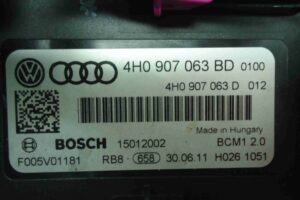 4H0 907 063 BD 0100
4H0 907 063 D 012
Made in Hungary
BOSCH 15012002 BCM1 2.0
F005V01181 RB8- 658 30.06.11 H026 1051